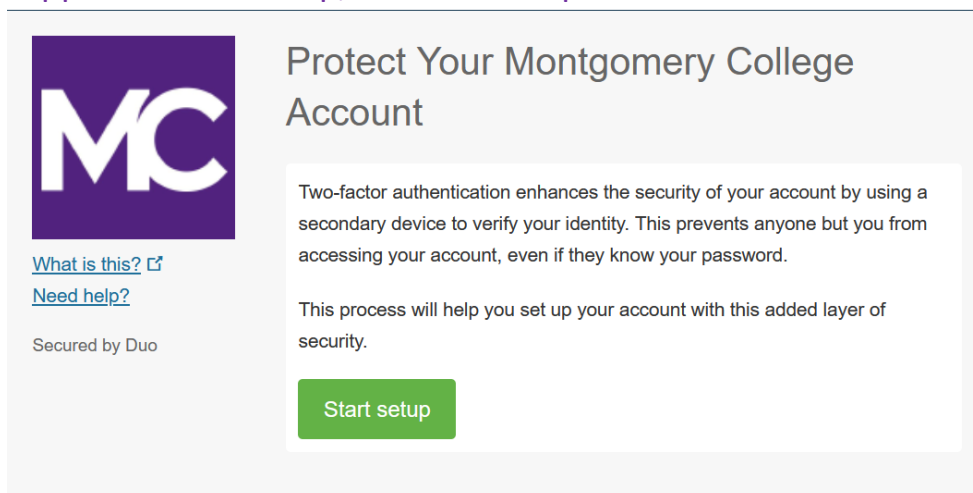 MC
What is this?
Need help?
Secured by Duo
Protect Your Montgomery College
Account
Two-factor authentication enhances the security of your account by using a
secondary device to verify your identity. This prevents anyone but you from
accessing your account, even if they know your password.
This process will help you set up your account with this added layer of
security.
Start setup